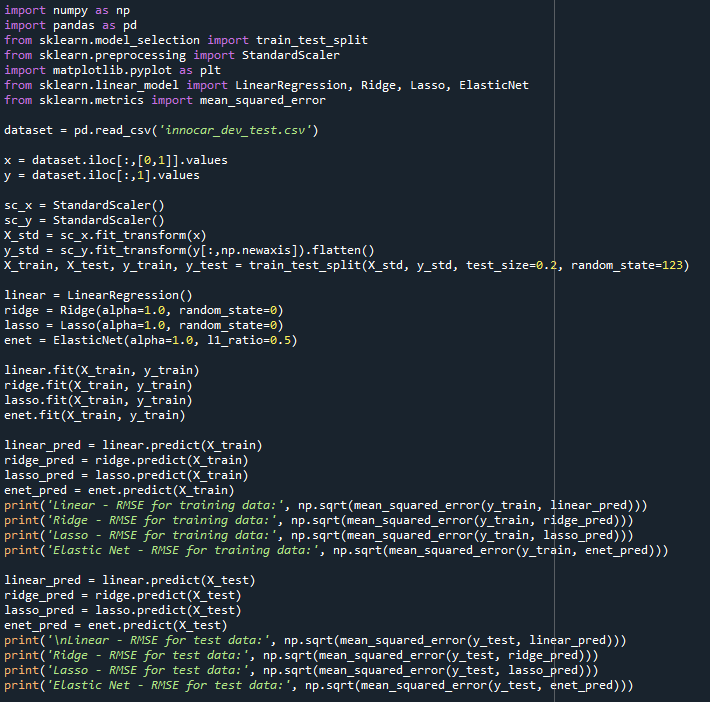 import numpy as np
import pandas as pd
from sklearn.model_selection import train_test_split
from sklearn.preprocessing import StandardScaler
import matplotlib.pyplot as plt
from sklearn.linear_model import LinearRegression, Ridge, Lasso, ElasticNet
from sklearn.metrics import mean_squared_error
dataset = pd.read_csv('innocar_dev_test.csv')
x = dataset.iloc[:,[0,1]].values
y = dataset.iloc[:,1].values
sc_x = StandardScaler()
sc_y = StandardScaler()
X_std = sc_x.fit_transform(x)
y_std = sc_y.fit_transform(y[:,np.newaxis]).flatten()
X_train, X_test, y_train, y_test = train_test_split(X_std, y_std, test_size=0.2, random_state=123)
linear = LinearRegression()
ridge = Ridge(alpha=1.0, random_state=0)
lasso = Lasso(alpha=1.0, random_state=0)
enet = ElasticNet(alpha=1.0, l1_ratio=0.5)
linear.fit(X_train, y_train)
ridge.fit(X_train, y_train)
lasso.fit(X_train, y_train)
enet.fit(X_train, y_train)
linear_pred = linear.predict(X_train)
ridge_pred = ridge.predict(X_train)
lasso_pred = lasso.predict(X_train)
enet_pred = enet.predict(X_train)
print('Linear - RMSE for training data:', np.sqrt(mean_squared_error(y_train, linear_pred)))
print('Ridge - RMSE for training data:', np.sqrt(mean_squared_error(y_train, ridge_pred)))
print('Lasso - RMSE for training data:', np.sqrt(mean_squared_error(y_train, lasso_pred)))
print('Elastic Net - RMSE for training data:', np.sqrt(mean_squared_error(y_train, enet_pred)))
linear_pred = linear.predict(X_test)
ridge_pred = ridge.predict(X_test)
lasso_pred = lasso.predict(X_test)
enet_pred = enet.predict(X_test)
print('\nLinear - RMSE for test data:', np.sqrt(mean_squared_error(y_test, linear_pred)))
print('Ridge - RMSE for test data:', np.sqrt(mean_squared_error(y_test, ridge_pred)))
print('Lasso - RMSE for test data:', np.sqrt(mean_squared_error(y_test, lasso_pred)))
print('Elastic Net - RMSE for test data:', np.sqrt(mean_squared_error(y_test, enet_pred)))